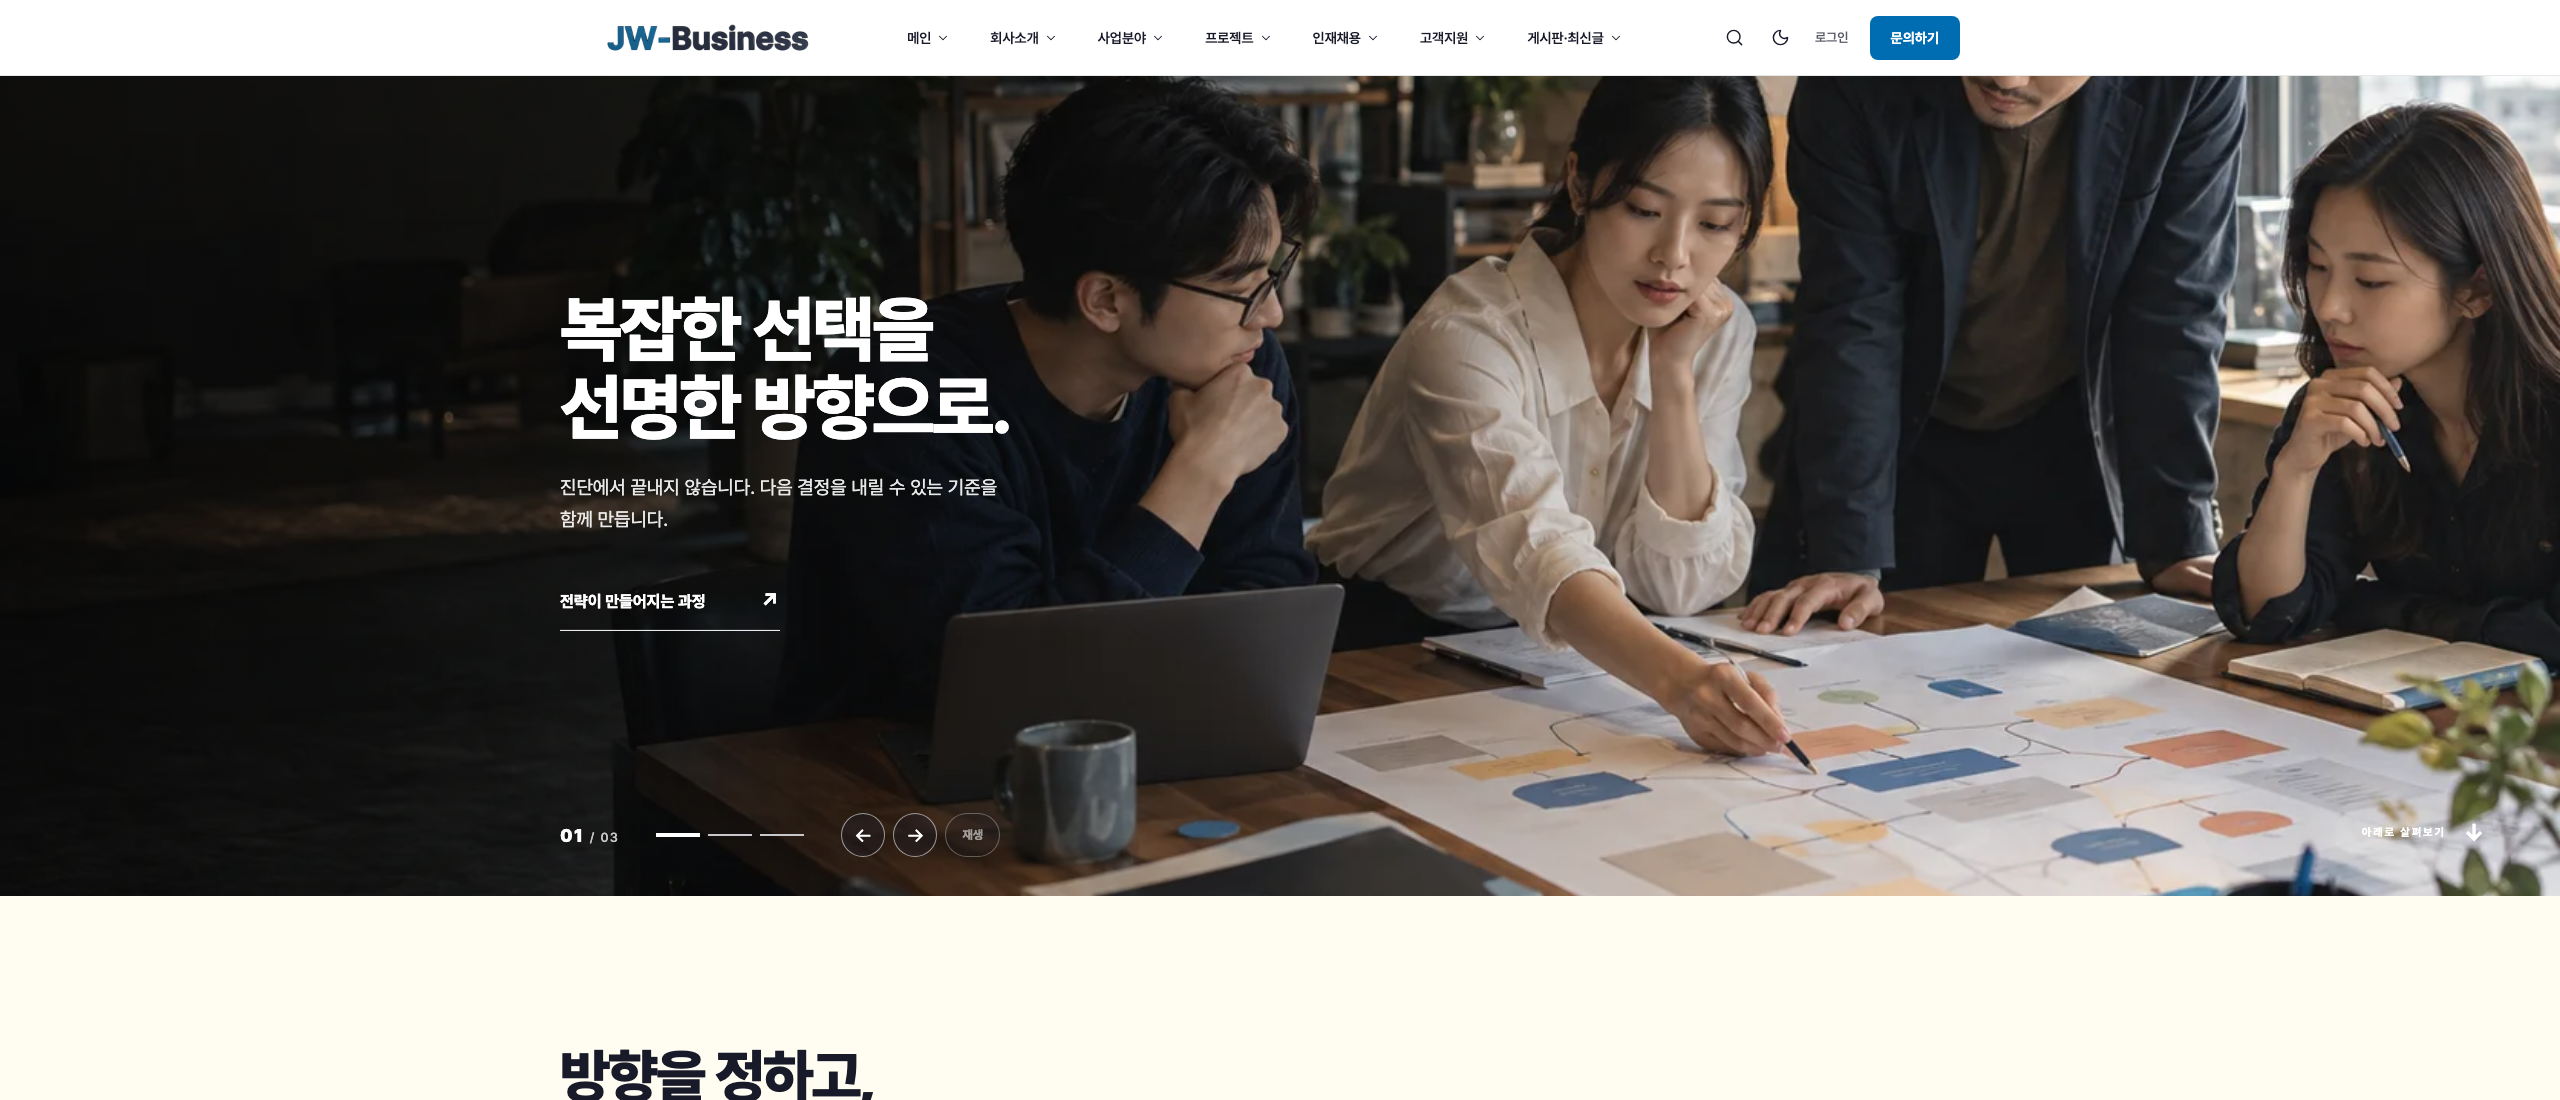 JW-Business
메인
회사소개
사업분야
프로젝트
인재채용
고객지원
게시판·최신글
로그인
문의하기
복잡한 선택을
선명한 방향으로.
진단에서 끝내지 않습니다. 다음 결정을 내릴 수 있는 기준을
함께 만듭니다.
전략이 만들어지는 과정
01 / 03
재생
아래로 살펴보기
방향을 정하고,